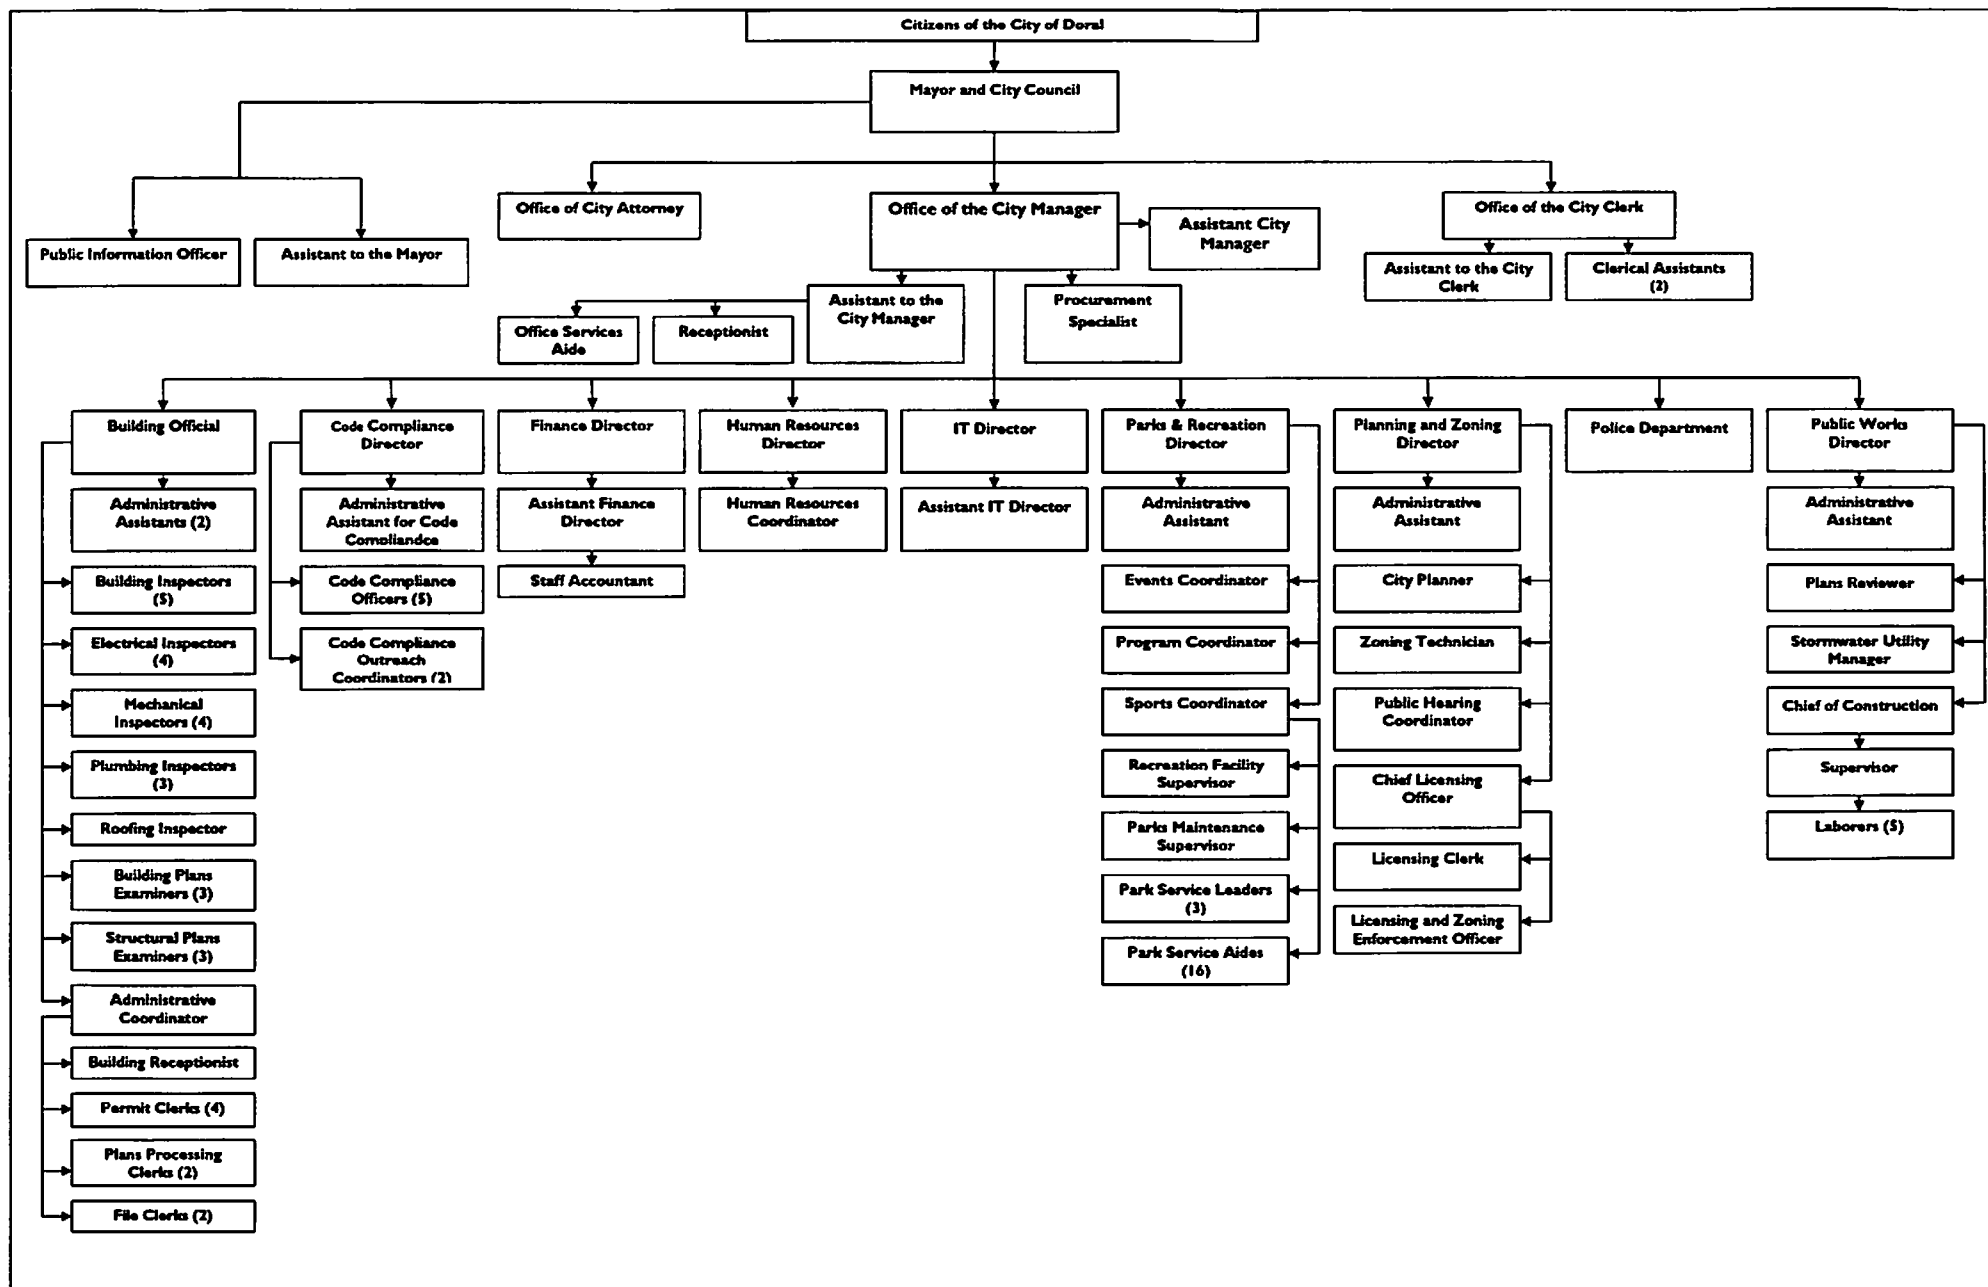 Citizens of the City of Doral
Mayor and City Council
Office of City Attorney
Office of the City Manager
Assistant City
Manager
Office of the City Clerk
Public Information Officer
Assistant to the Mayor
Assistant to the City
Clerk
Clerical Assistants
(2)
Office Services
Aide
Receptionist
Assistant to the
City Manager
Procurement
Specialist
Building Official
Administrative
Assistants (2)
Building Inspectors
(5)
Electrical Inspectors
(4)
Mechanical
Inspectors (4)
Plumbing Inspectors
(3)
Roofing Inspector
Building Plans
Examiners (3)
Structural Plans
Examiners (3)
Administrative
Coordinator
Building Receptionist
Permit Clerks (4)
Plans Processing
Clerks (2)
File Clerks (2)
Code Compliance
Director
Administrative
Assistant for Code
Compliandce
Code Compliance
Officers (5)
Code Compliance
Outreach
Coordinators (2)
Finance Director
Assistant Finance
Director
Staff Accountant
Human Resources
Director
Human Resources
Coordinator
IT Director
Assistant IT Director
Parks & Recreation
Director
Administrative
Assistant
Events Coordinator
Program Coordinator
Sports Coordinator
Recreation Facility
Supervisor
Parks Maintenance
Supervisor
Park Service Leaders
(3)
Park Service Aides
(16)
Planning and Zoning
Director
Administrative
Assistant
City Planner
Zoning Technician
Public Hearing
Coordinator
Chief Licensing
Officer
Licensing Clerk
Licensing and Zoning
Enforcement Officer
Police Department
Public Works
Director
Administrative
Assistant
Plans Reviewer
Stormwater Utility
Manager
Chief of Construction
Supervisor
Laborers (5)